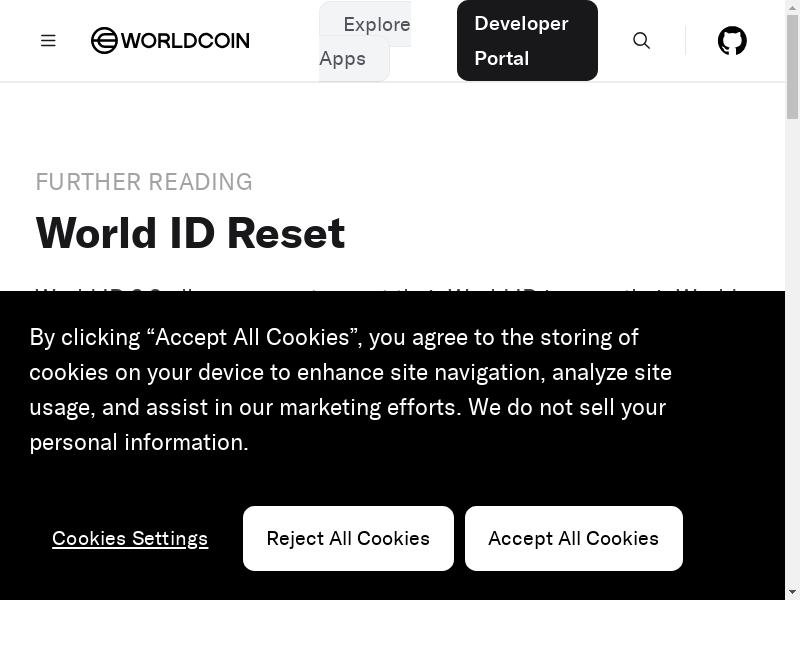 WORLDCOIN
Explore
Apps
Developer
Portal
FURTHER READING
World ID Reset
By clicking “Accept All Cookies”, you agree to the storing of
cookies on your device to enhance site navigation, analyze site
usage, and assist in our marketing efforts. We do not sell your
personal information.
Cookies Settings
Reject All Cookies
Accept All Cookies